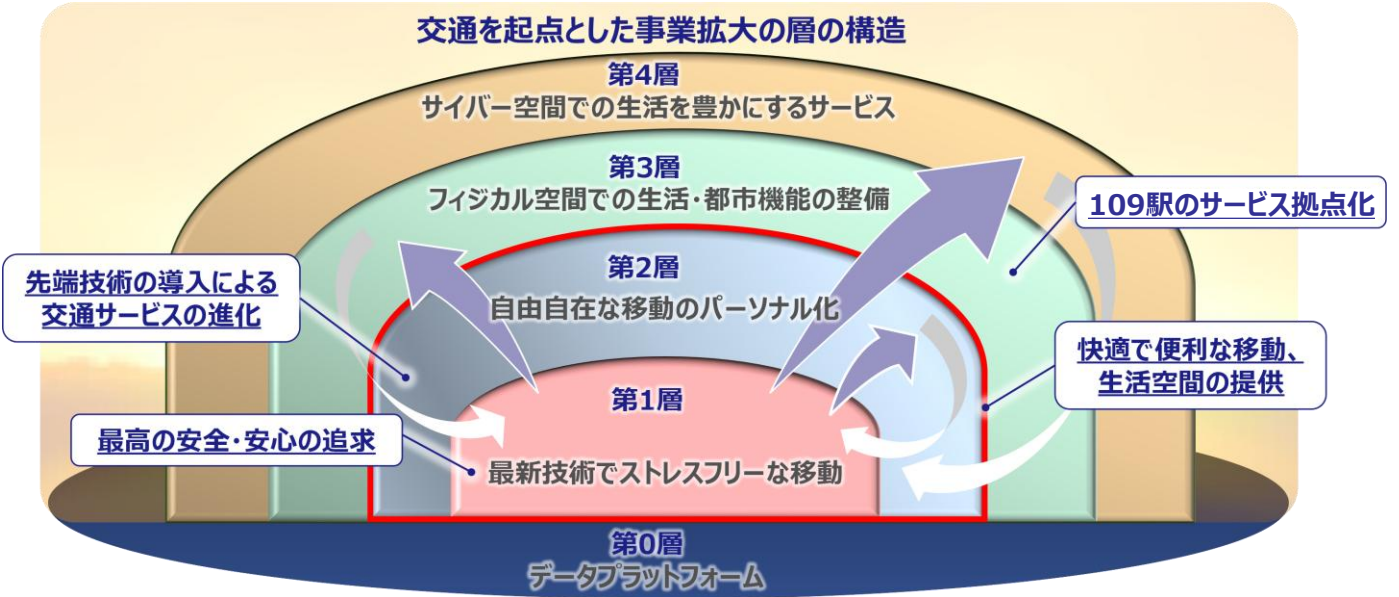 交通を起点とした事業拡大の層の構造
第4層
サイバー空間での生活を豊かにするサービス
第3層
フィジカル空間での生活・都市機能の整備
109駅のサービス拠点化
第2層
自由自在な移動のパーソナル化
先端技術の導入による
交通サービスの進化
快適で便利な移動、
生活空間の提供
第1層
最高の安全・安心の追求
最新技術でストレスフリーな移動
第0層
データプラットフォーム